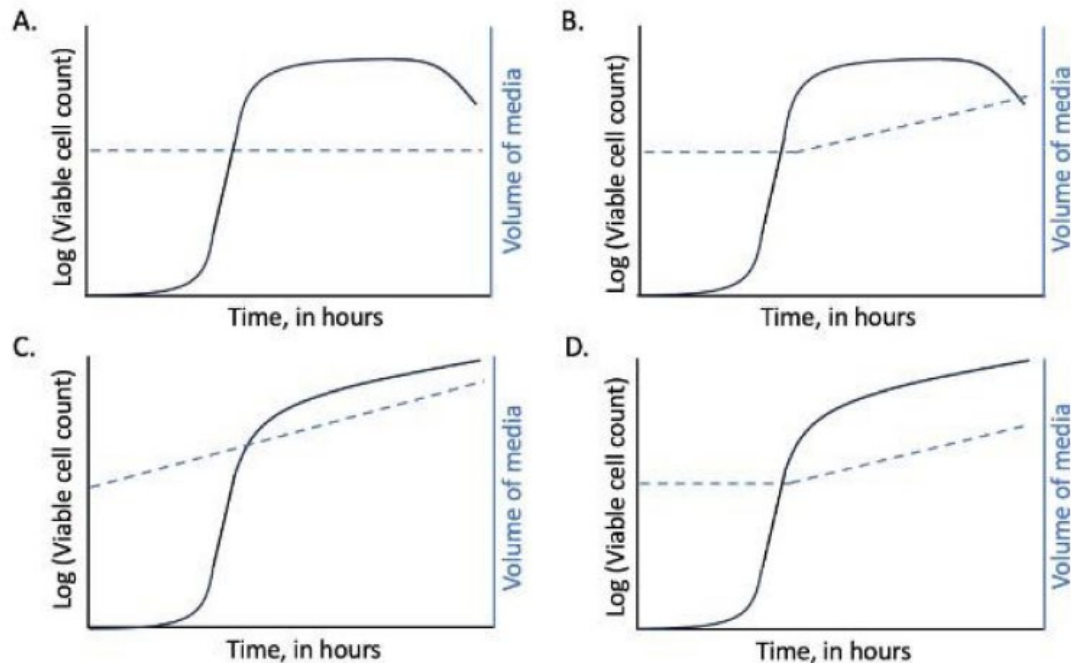 A.
Log (Viable cell count)
Volume of media
Time, in hours
B.
Log (Viable cell count)
Volume of media
Time, in hours
C.
Log (Viable cell count)
Volume of media
Time, in hours
D.
Log (Viable cell count)
Volume of media
Time, in hours